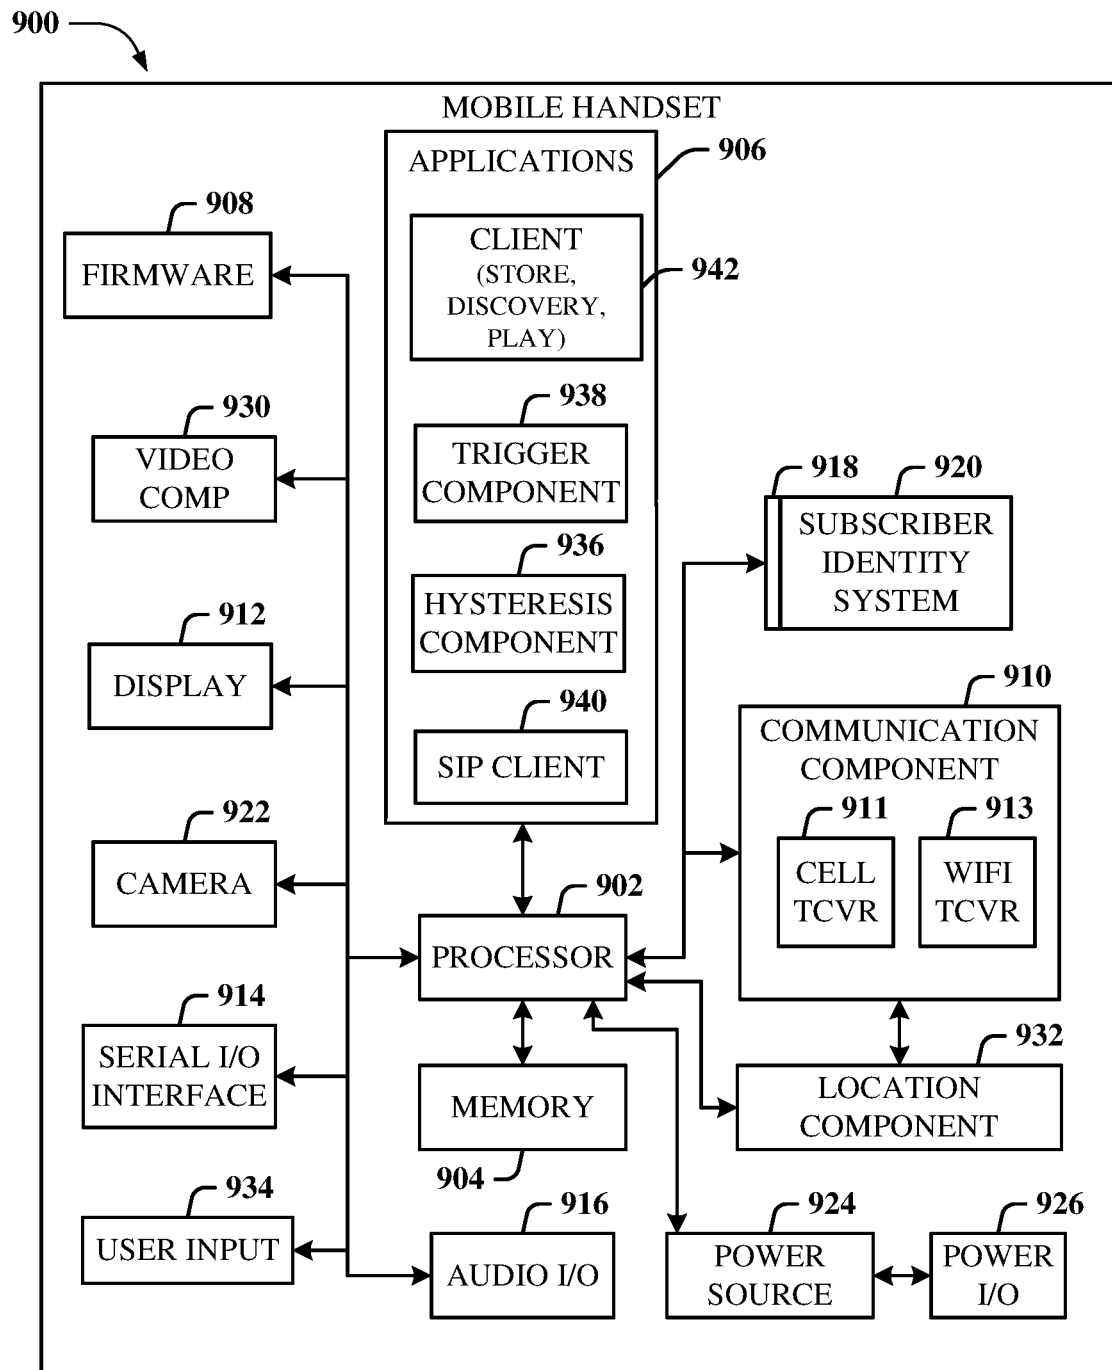 900
MOBILE HANDSET
APPLICATIONS
906
CLIENT
(STORE,
DISCOVERY,
PLAY)
942
908
FIRMWARE
938
TRIGGER
COMPONENT
930
VIDEO
COMP
918
920
SUBSCRIBER
IDENTITY
SYSTEM
936
HYSTERESIS
COMPONENT
912
DISPLAY
940
SIP CLIENT
910
COMMUNICATION
COMPONENT
911
CELL
TCVR
913
WIFI
TCVR
922
CAMERA
902
PROCESSOR
914
SERIAL I/O
INTERFACE
MEMORY
904
932
LOCATION
COMPONENT
934
USER INPUT
916
AUDIO I/O
924
POWER
SOURCE
926
POWER
I/O